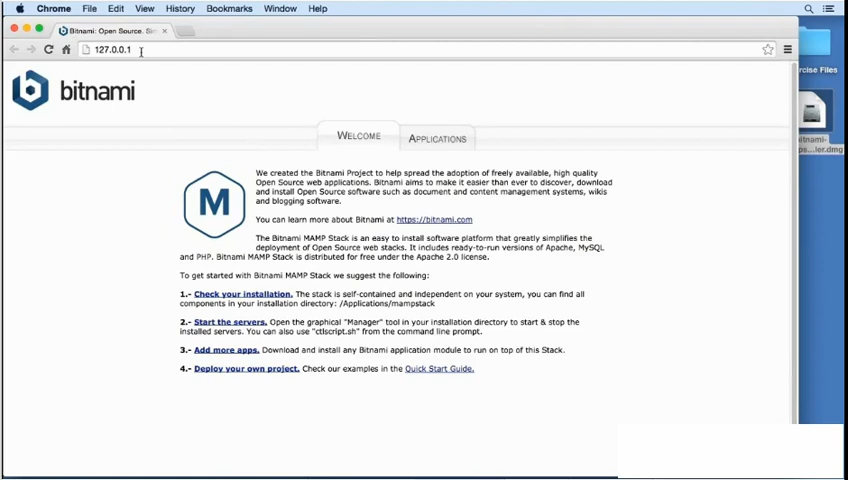 Chrome File Edit View History Bookmarks Window Help
Bitnami: Open Source. Si
127.0.0.1
bitnami
WELCOME APPLICATIONS
rcise Files
bitnami-
ps...ler.dmg
M
We created the Bitnami Project to help spread the adoption of freely available, high quality
Open Source web applications. Bitnami aims to make it easier than ever to discover, download
and install Open Source software such as document and content management systems, wikis
and blogging software.
You can learn more about Bitnami at https://bitnami.com
The Bitnami MAMP Stack is an easy to install software platform that greatly simplifies the
deployment of Open Source web stacks. It includes ready-to-run versions of Apache, MySQL
and PHP. Bitnami MAMP Stack is distributed for free under the Apache 2.0 license.
To get started with Bitnami MAMP Stack we suggest the following:
1.- Check your installation. The stack is self-contained and independent on your system, you can find all
components in your installation directory: /Applications/mampstack
2.- Start the servers. Open the graphical "Manager" tool in your installation directory to start & stop the
installed servers. You can also use "ctlscript.sh" from the command line prompt.
3.- Add more apps. Download and install any Bitnami application module to run on top of this Stack.
4.- Deploy your own project. Check our examples in the Quick Start Guide.